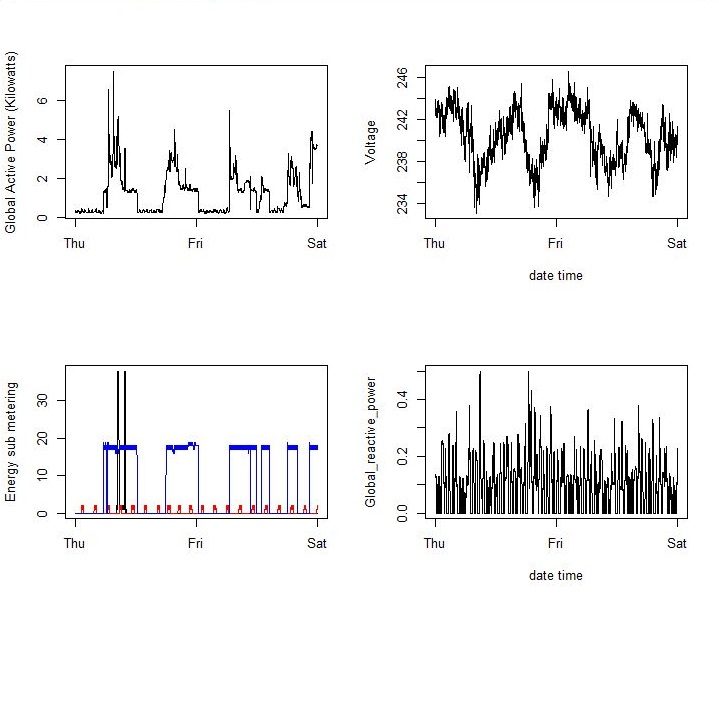 Global Active Power (Kilowatts)
0 2 4 6
Thu Fri Sat
Voltage
234 238 242 246
Thu Fri Sat
date time
Energy sub metering
0 10 20 30
Thu Fri Sat
Global_reactive_power
0.0 0.2 0.4
Thu Fri Sat
date time